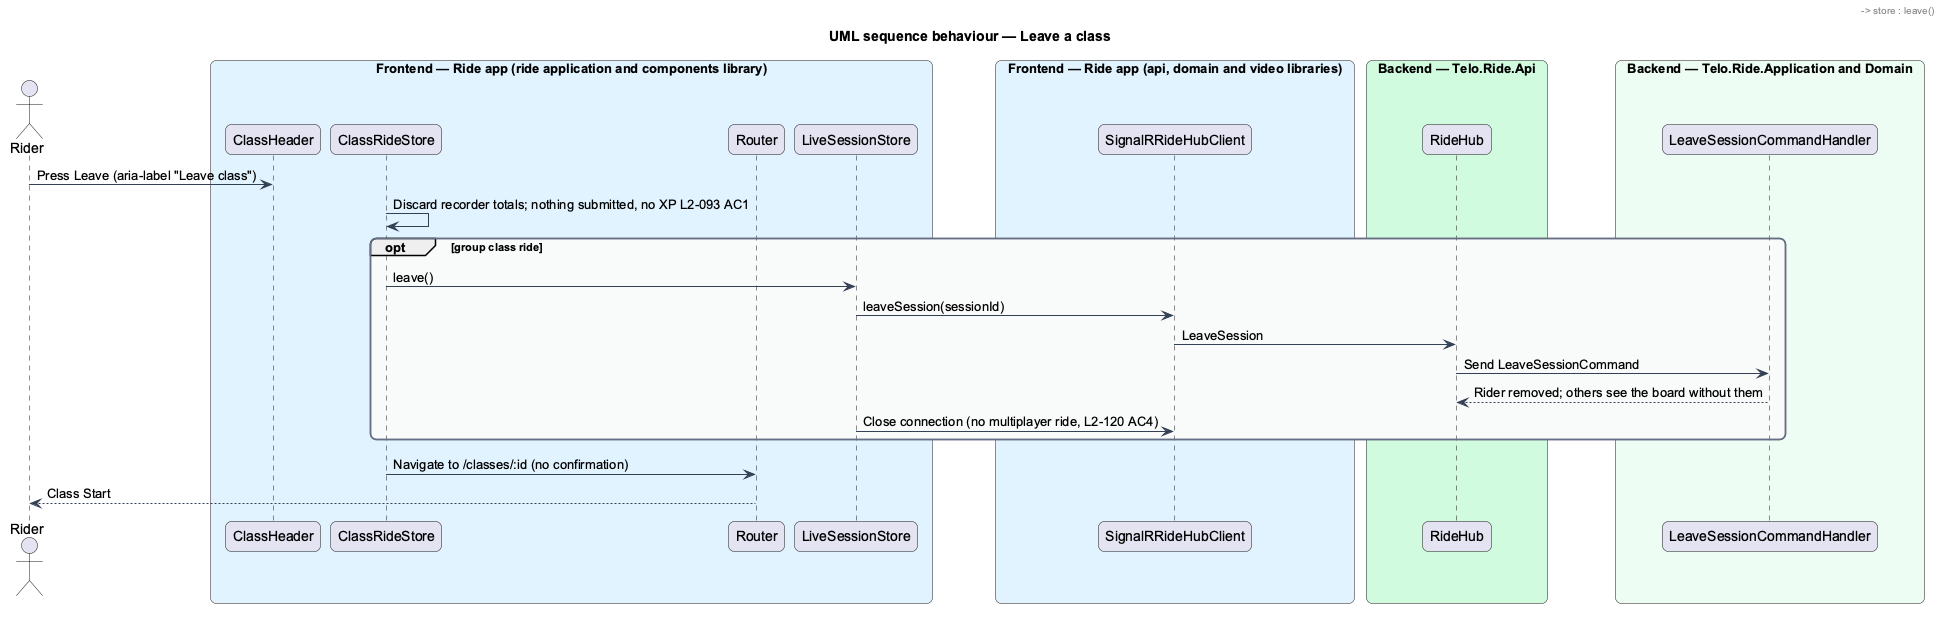 -> store : leave()
UML sequence behaviour — Leave a class
Frontend — Ride app (ride application and components library)
Frontend — Ride app (api, domain and video libraries)
Backend — Telo.Ride.Api
Backend — Telo.Ride.Application and Domain
Rider
ClassHeader
ClassRideStore
Router
LiveSessionStore
SignalRRideHubClient
RideHub
LeaveSessionCommandHandler
Press Leave (aria-label "Leave class")
Discard recorder totals; nothing submitted, no XP L2-093 AC1
opt
[group class ride]
leave()
leaveSession(sessionId)
LeaveSession
Send LeaveSessionCommand
Rider removed; others see the board without them
Close connection (no multiplayer ride, L2-120 AC4)
Navigate to /classes/:id (no confirmation)
Class Start
Rider
ClassHeader
ClassRideStore
Router
LiveSessionStore
SignalRRideHubClient
RideHub
LeaveSessionCommandHandler